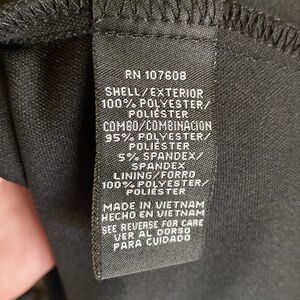 RN 107608
SHELL/EXTERIOR
100% POLYESTER/
POLIÉSTER
COMBO/COMBINACIÓN
95% POLYESTER/
POLIÉSTER
5% SPANDEX/
SPANDEX
LINING/FORRO
100% POLYESTER/
POLIÉSTER
MADE IN VIETNAM
HECHO EN VIETNAM
SEE REVERSE FOR CARE
VER AL DORSO
PARA CUIDADO